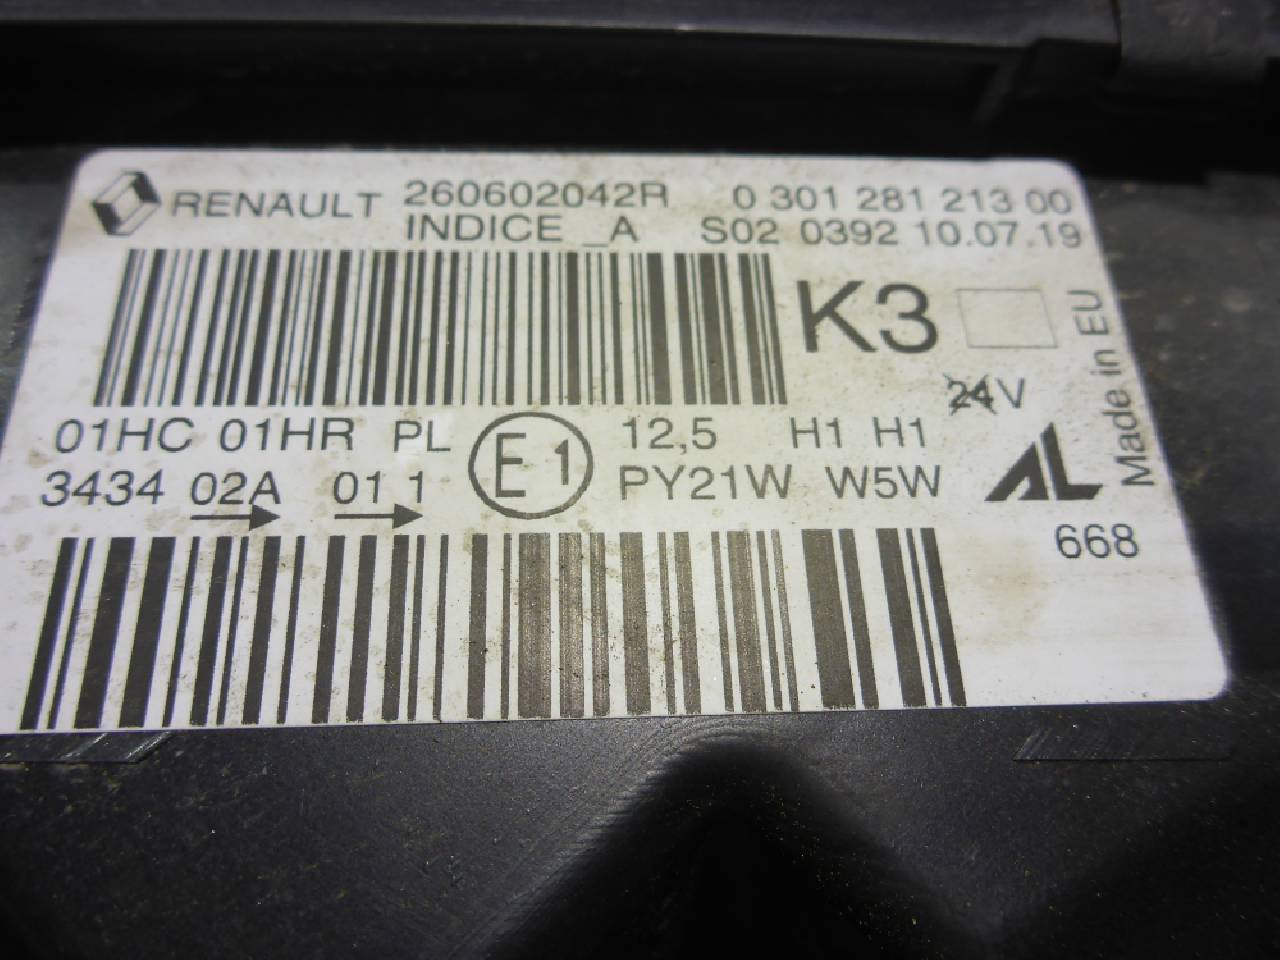 RENAULT 260602042R 0 301 281 213 00
INDICE _A S02 0392 10.07.19
K3
Made in EU
24V
01HC 01HR PL E1 12,5 H1 H1
3434 02A 01 1 PY21W W5W
AL
668